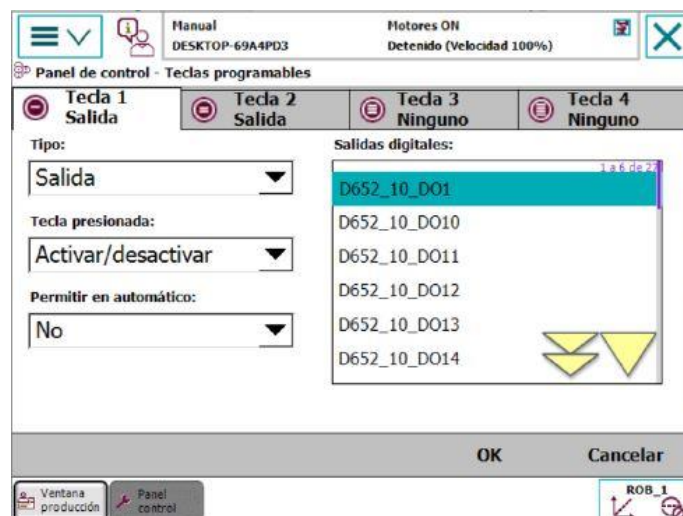 Manual
DESKTOP-69A4PD3
Motores ON
Detenido (Velocidad 100%)
Panel de control - Teclas programables
Tecla 1
Salida
Tecla 2
Salida
Tecla 3
Ninguno
Tecla 4
Ninguno
Tipo:
Salida
Tecla presionada:
Activar/desactivar
Permitir en automático:
No
Salidas digitales:
1 a 6 de 27
D652_10_DO1
D652_10_DO10
D652_10_DO11
D652_10_DO12
D652_10_DO13
D652_10_DO14
OK
Cancelar
Ventana
producción
Panel
control
ROB_1